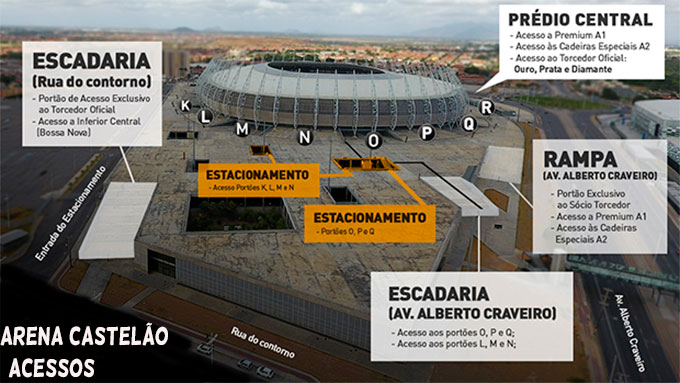 PRÉDIO CENTRAL
- Acesso a Premium A1
- Acesso às Cadeiras Especiais A2
- Acesso ao Torcedor Oficial:
Ouro, Prata e Diamante
ESCADARIA
(Rua do contorno)
- Portão de Acesso Exclusivo
ao Torcedor Oficial
- Acesso a Inferior Central
(Bossa Nova)
K
L
M
N
O
P
Q
R
ESTACIONAMENTO
- Acesso Portões K, L, M e N
ESTACIONAMENTO
- Portões O, P e Q
RAMPA
(AV. ALBERTO CRAVEIRO)
- Portão Exclusivo
ao Sócio Torcedor
- Acesso a Premium A1
- Acesso às Cadeiras
Especiais A2
ESCADARIA
(AV. ALBERTO CRAVEIRO)
- Acesso aos portões O, P e Q;
- Acesso aos portões L, M e N;
Entrada do Estacionamento
Rua do contorno
Av. Alberto Craveiro
ARENA CASTELÃO
ACESSOS